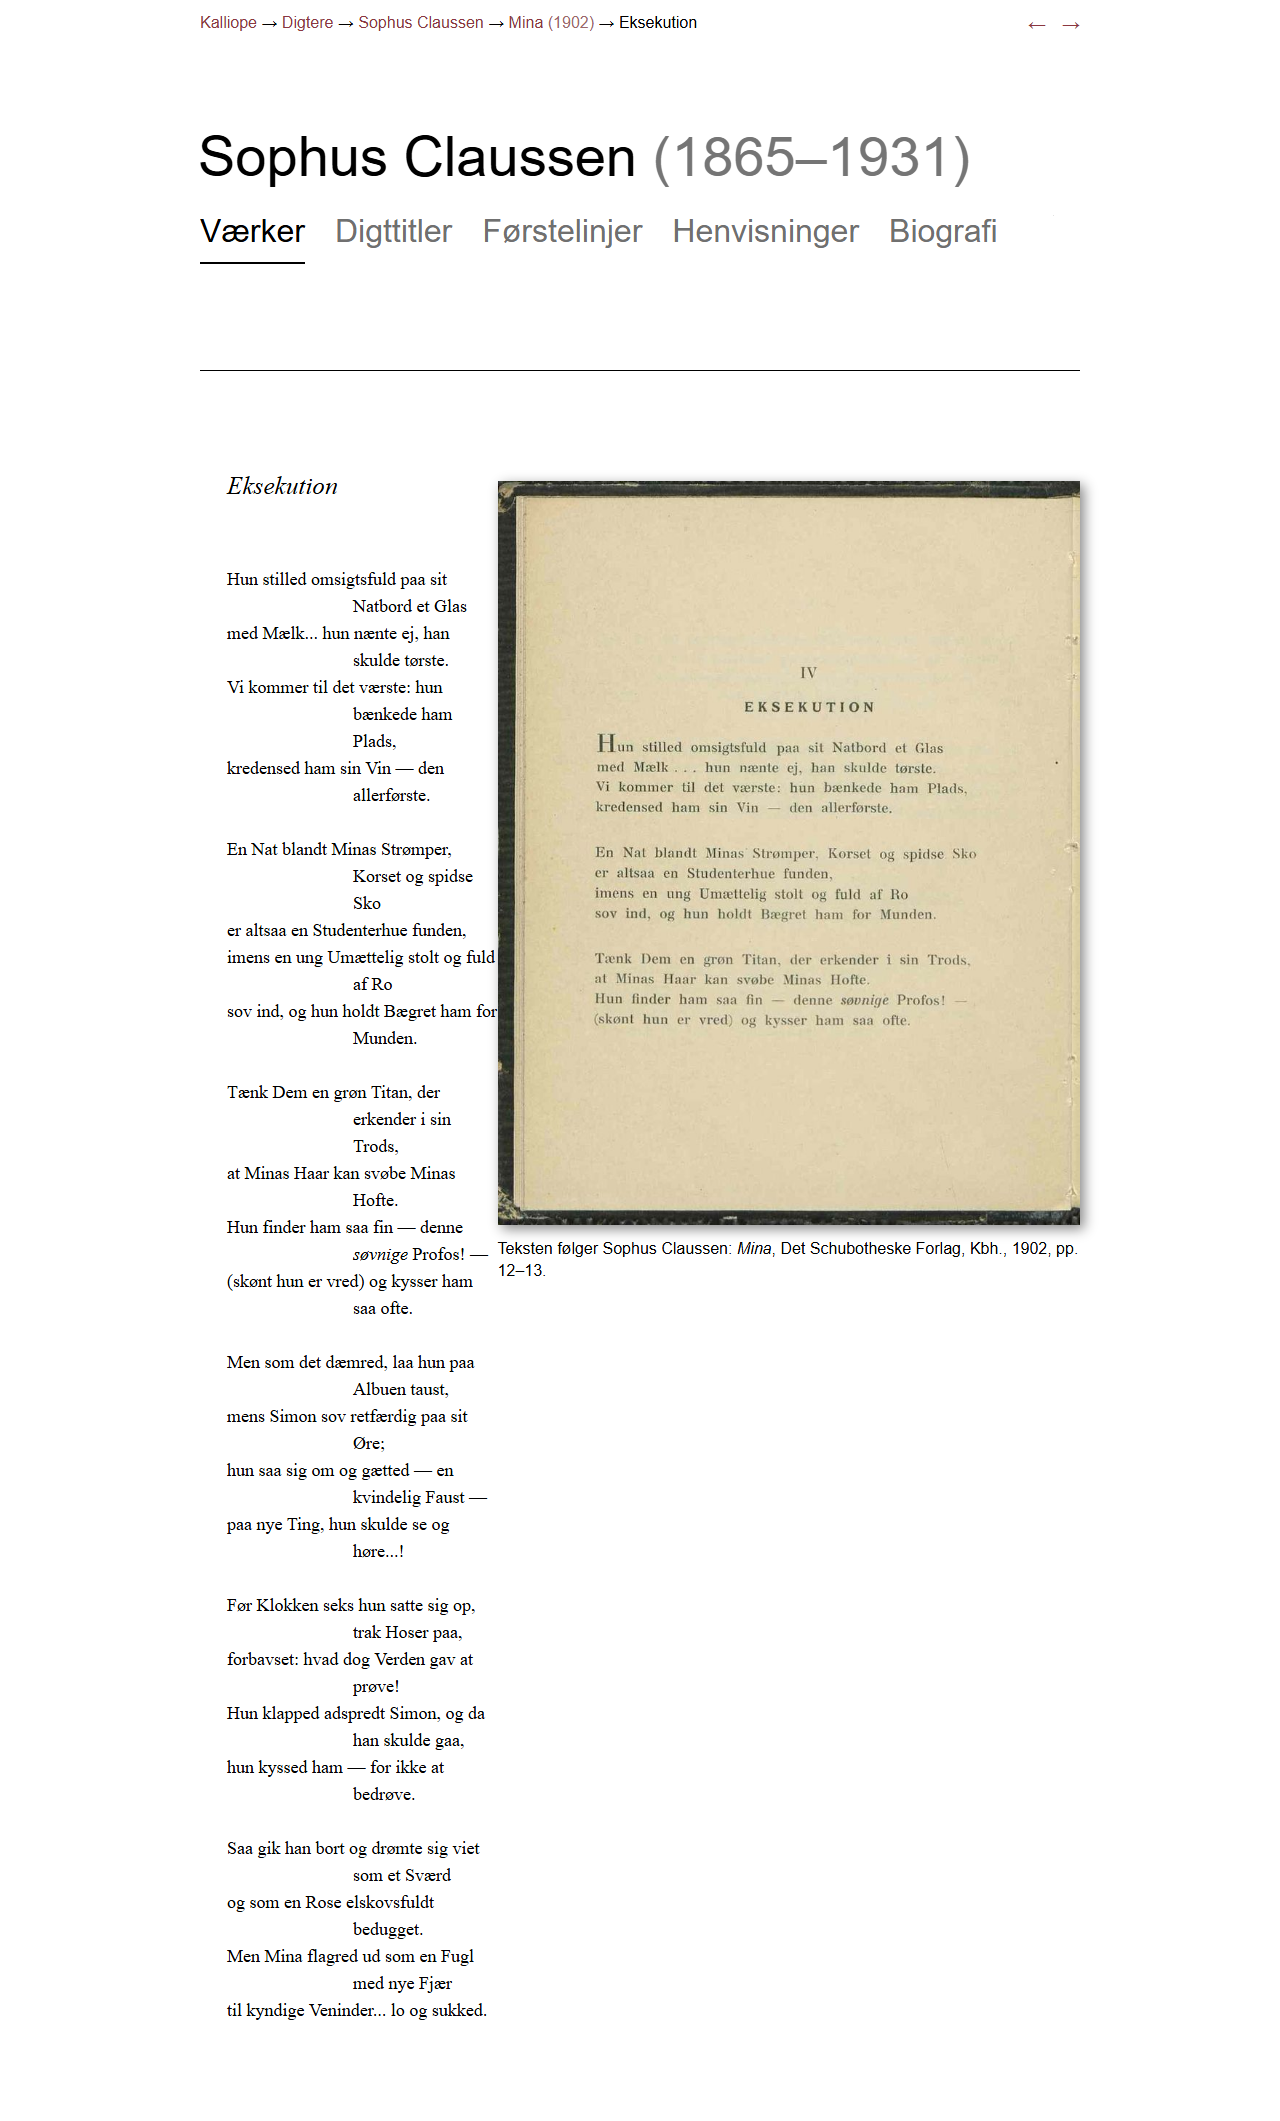 Kalliope → Digtere → Sophus Claussen → Mina (1902) → Eksekution ← →
Sophus Claussen (1865–1931)
Værker Digttitler Førstelinjer Henvisninger Biografi
Eksekution
Hun stilled omsigtsfuld paa sit
Natbord et Glas
med Mælk... hun nænte ej, han
skulde tørste.
Vi kommer til det værste: hun
bænkede ham
Plads,
kredensed ham sin Vin — den
allerførste.
En Nat blandt Minas Strømper,
Korset og spidse
Sko
er altsaa en Studenterhue funden,
imens en ung Umættelig stolt og fuld
af Ro
sov ind, og hun holdt Bægret ham for
Munden.
Tænk Dem en grøn Titan, der
erkender i sin
Trods,
at Minas Haar kan svøbe Minas
Hofte.
Hun finder ham saa fin — denne
søvnige Profos! —
(skønt hun er vred) og kysser ham
saa ofte.
Men som det dæmred, laa hun paa
Albuen taust,
mens Simon sov retfærdig paa sit
Øre;
hun saa sig om og gætted — en
kvindelig Faust —
paa nye Ting, hun skulde se og
høre...!
Før Klokken seks hun satte sig op,
trak Hoser paa,
forbavset: hvad dog Verden gav at
prøve!
Hun klapped adspredt Simon, og da
han skulde gaa,
hun kyssed ham — for ikke at
bedrøve.
Saa gik han bort og drømte sig viet
som et Sværd
og som en Rose elskovsfuldt
bedugget.
Men Mina flagred ud som en Fugl
med nye Fjær
til kyndige Veninder... lo og sukked.
IV
EKSEKUTION
Hun stilled omsigtsfuld paa sit Natbord et Glas
med Mælk . . . hun nænte ej, han skulde tørste.
Vi kommer til det værste: hun bænkede ham Plads,
kredensed ham sin Vin — den allerførste.
En Nat blandt Minas Strømper, Korset og spidse Sko
er altsaa en Studenterhue funden,
imens en ung Umættelig stolt og fuld af Ro
sov ind, og hun holdt Bægret ham for Munden.
Tænk Dem en grøn Titan, der erkender i sin Trods,
at Minas Haar kan svøbe Minas Hofte.
Hun finder ham saa fin — denne søvnige Profos! —
(skønt hun er vred) og kysser ham saa ofte.
Teksten følger Sophus Claussen: Mina, Det Schubotheske Forlag, Kbh., 1902, pp.
12–13.